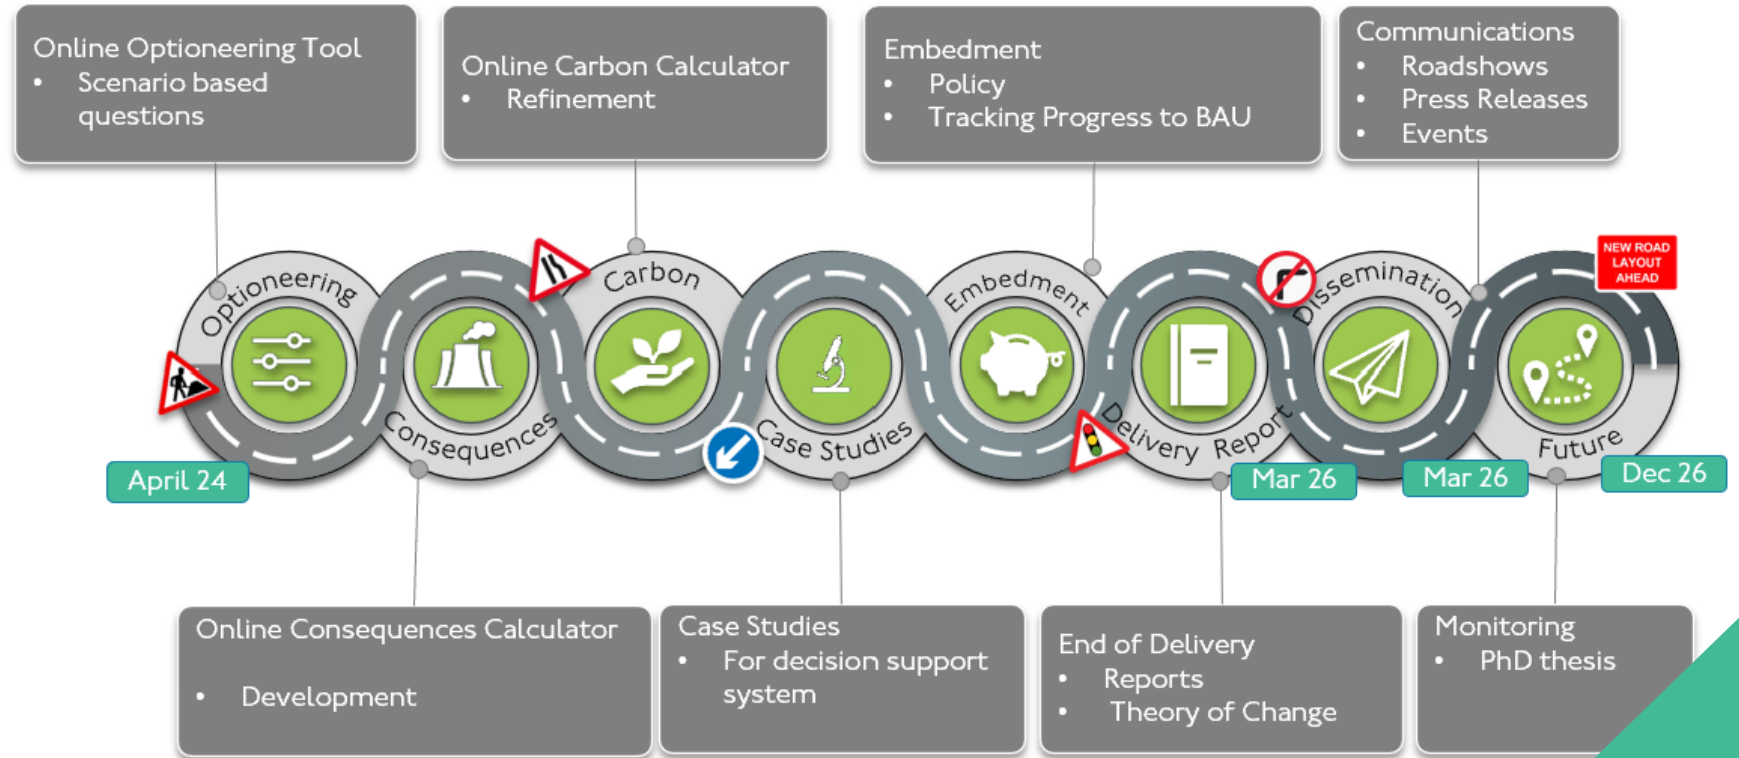 Online Optioneering Tool
• Scenario based
questions
Online Carbon Calculator
• Refinement
Embedment
• Policy
• Tracking Progress to BAU
Communications
• Roadshows
• Press Releases
• Events
NEW ROAD
LAYOUT
AHEAD
Optioneering
Consequences
Carbon
Case Studies
Embedment
Delivery Report
Dissemination
Future
April 24
Mar 26
Mar 26
Dec 26
Online Consequences Calculator
• Development
Case Studies
• For decision support
system
End of Delivery
• Reports
• Theory of Change
Monitoring
• PhD thesis